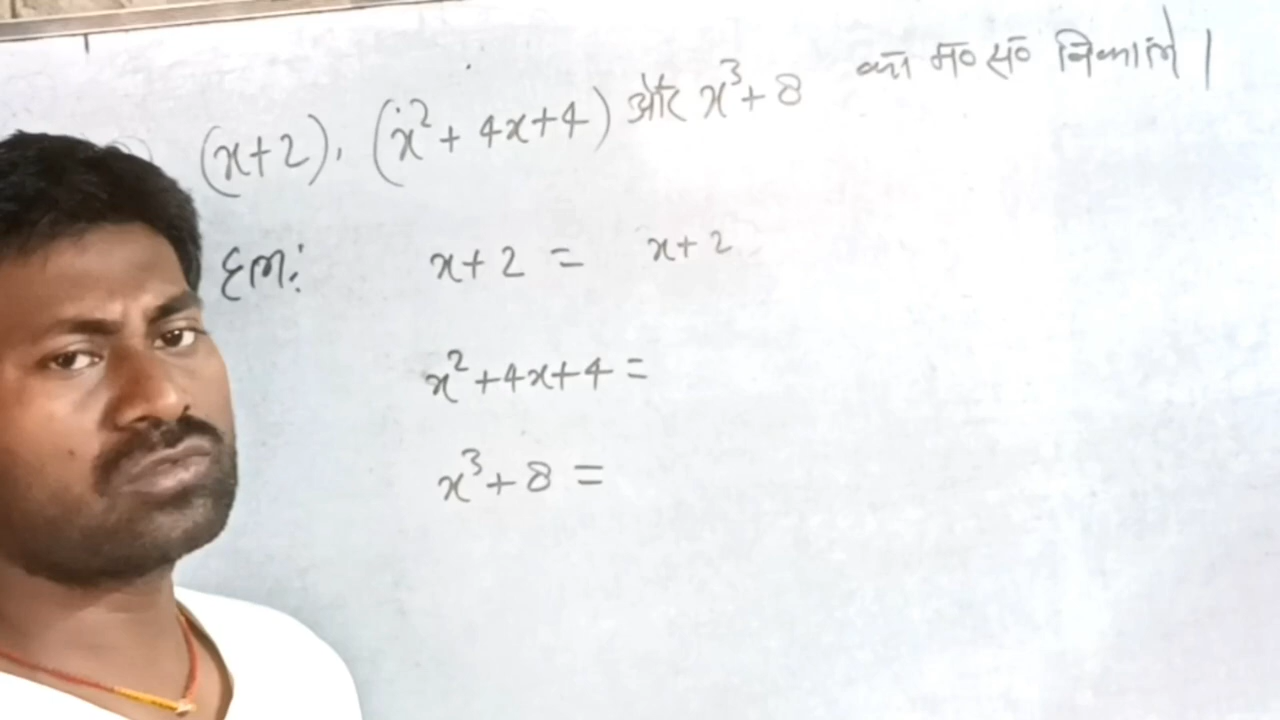 (x+2), (x²+4x+4) और x³+8 का म० स० निकालें।
हल: x+2 = x+2
x²+4x+4 =
x³+8 =